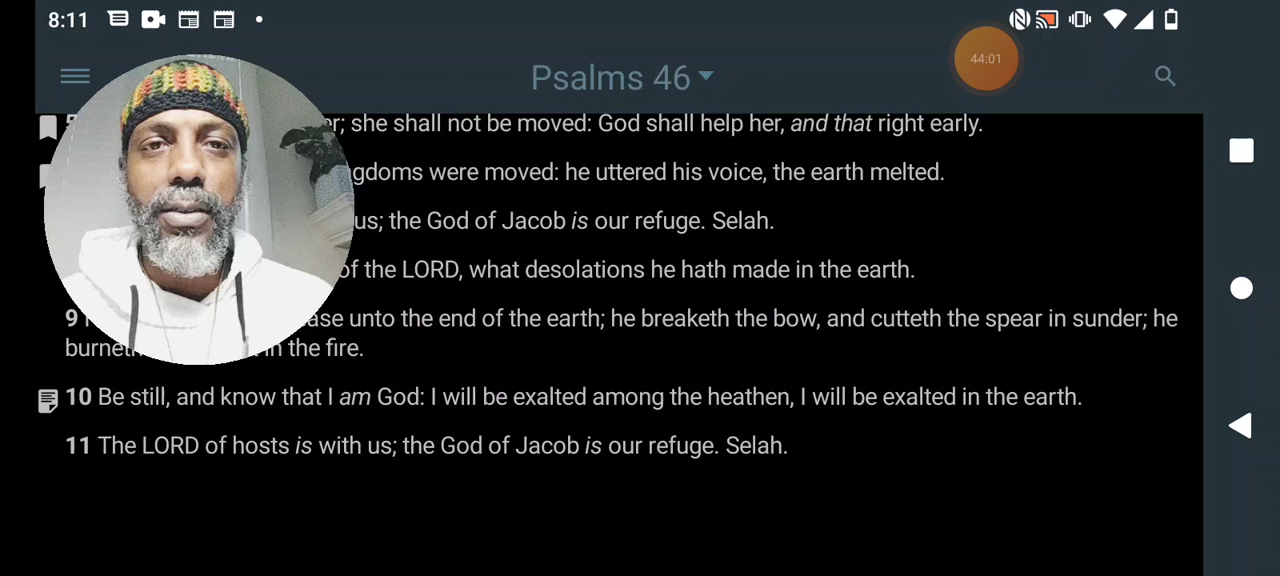 8:11
44:01
Psalms 46
she shall not be moved: God shall help her, and that right early.
were moved: he uttered his voice, the earth melted.
us; the God of Jacob is our refuge. Selah.
of the LORD, what desolations he hath made in the earth.
9 unto the end of the earth; he breaketh the bow, and cutteth the spear in sunder; he
in the fire.
10 Be still, and know that I am God: I will be exalted among the heathen, I will be exalted in the earth.
11 The LORD of hosts is with us; the God of Jacob is our refuge. Selah.